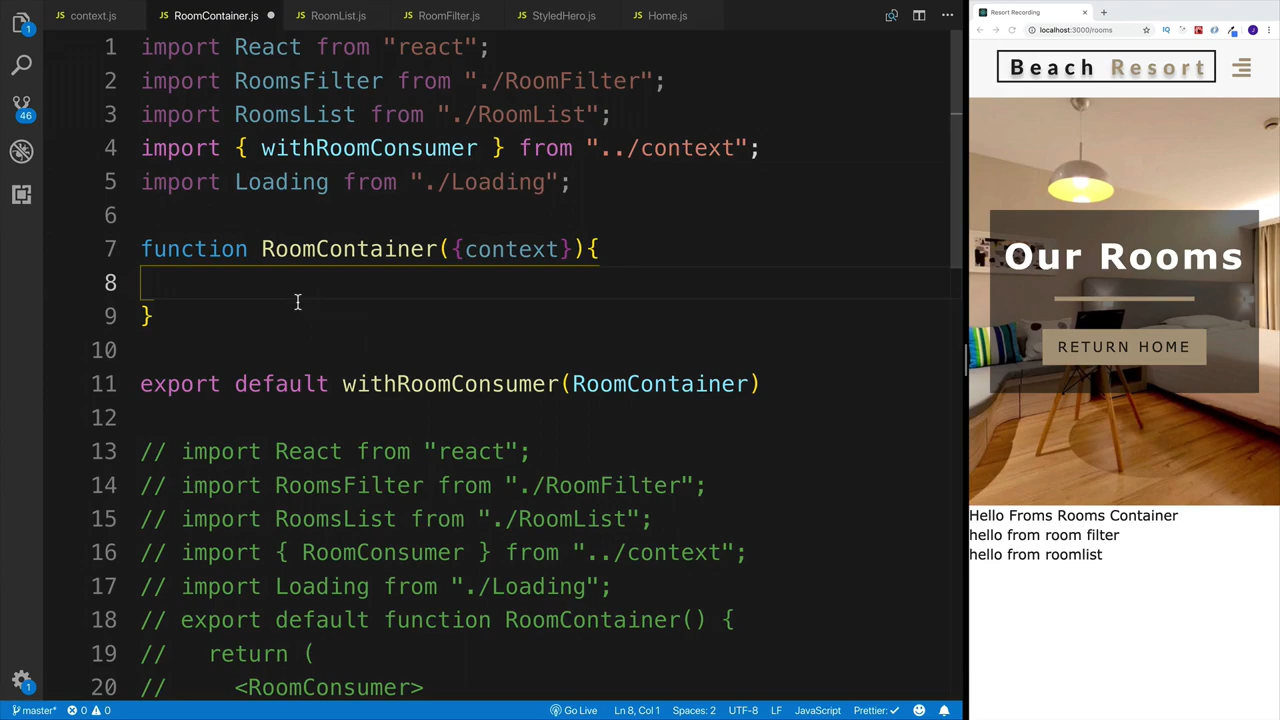 context.js
RoomContainer.js
RoomList.js
RoomFilter.js
StyledHero.js
Home.js
1 import React from "react";
2 import RoomsFilter from "./RoomFilter";
3 import RoomsList from "./RoomList";
4 import { withRoomConsumer } from "../context";
5 import Loading from "./Loading";
6
7 function RoomContainer({context}){
8
9 }
10
11 export default withRoomConsumer(RoomContainer)
12
13 // import React from "react";
14 // import RoomsFilter from "./RoomFilter";
15 // import RoomsList from "./RoomList";
16 // import { RoomConsumer } from "../context";
17 // import Loading from "./Loading";
18 // export default function RoomContainer() {
19 //   return (
20 //     <RoomConsumer>
1
46
1
master*
0 0
Go Live
Ln 8, Col 1
Spaces: 2
UTF-8
LF
JavaScript
Prettier: ✓
Resort Recording
localhost:3000/rooms
IQ
J
Beach Resort
Our Rooms
RETURN HOME
Hello Froms Rooms Container
hello from room filter
hello from roomlist